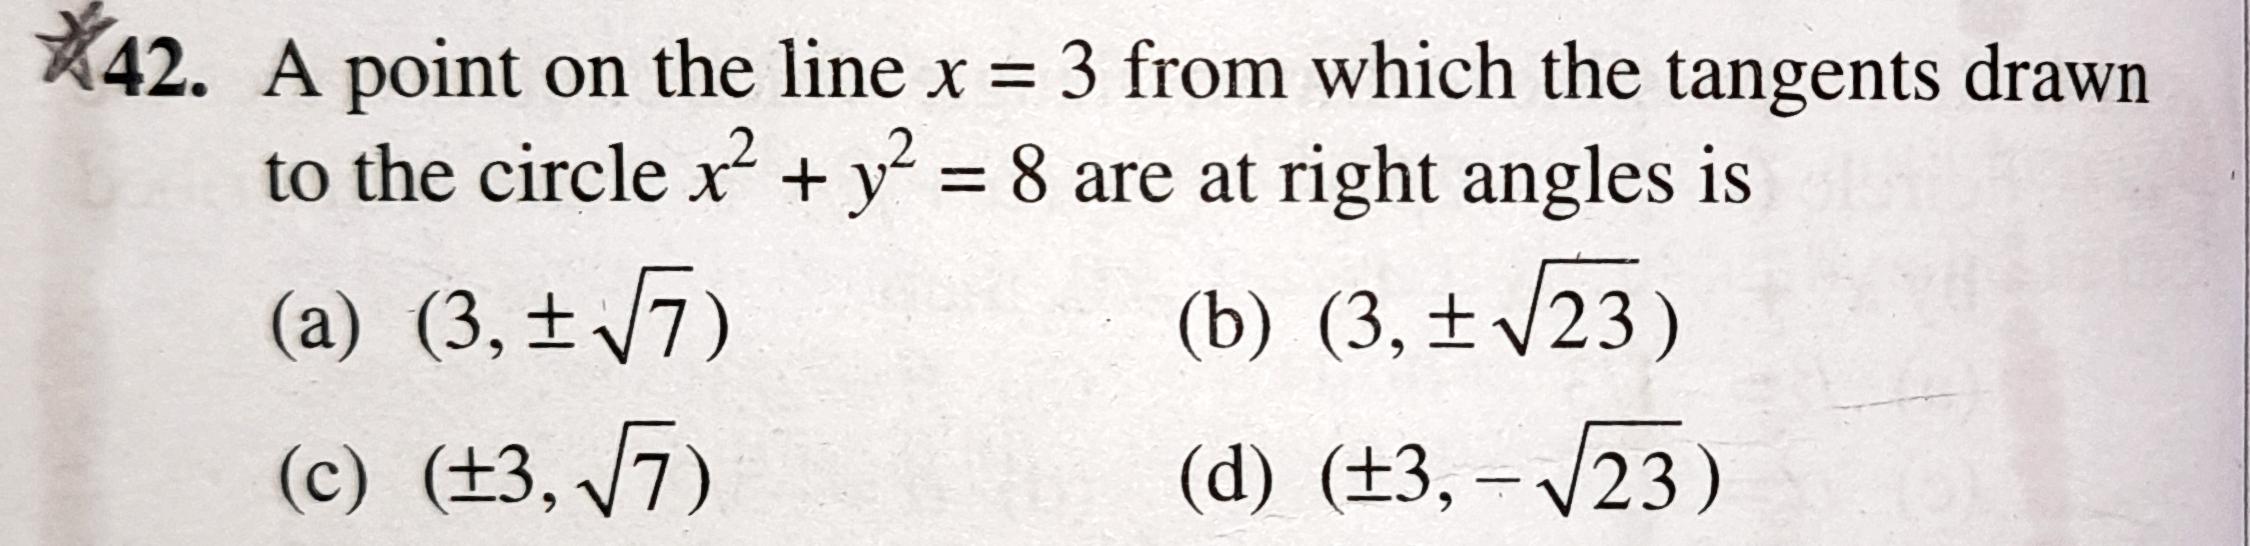 42. A point on the line x = 3 from which the tangents drawn
to the circle x² + y² = 8 are at right angles is
(a) (3, ± √7) (b) (3, ± √23)
(c) (±3, √7) (d) (±3, – √23)